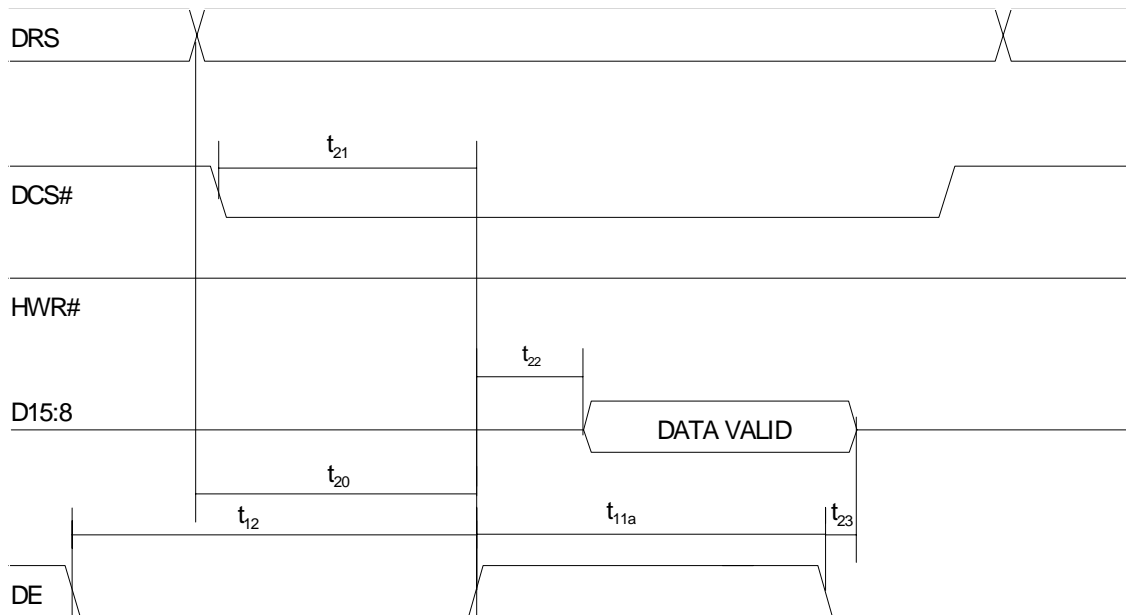 DRS
t21
DCS#
HWR#
t22
D15:8
DATA VALID
t20
t12
t11a
t23
DE